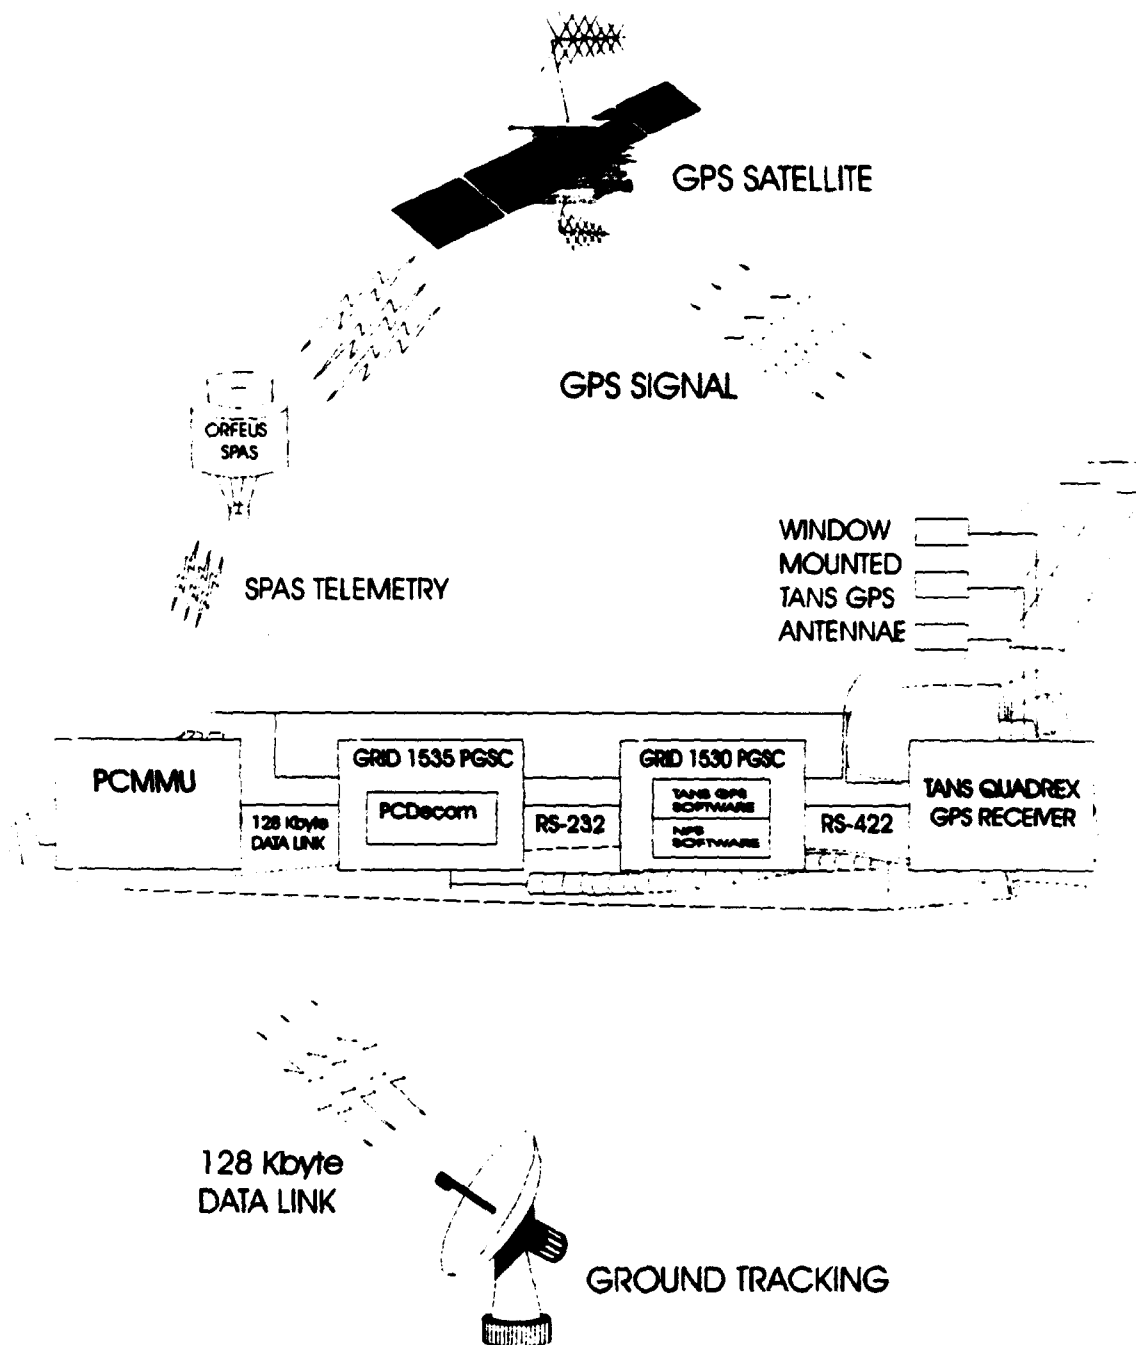 GPS SATELLITE
GPS SIGNAL
ORFEUS
SPAS
SPAS TELEMETRY
WINDOW
MOUNTED
TANS GPS
ANTENNAE
PCMMU
128 Kbyte
DATA LINK
GRID 1535 PGSC
PCDecom
RS-232
GRID 1530 PGSC
TANS GPS
SOFTWARE
NPS
SOFTWARE
RS-422
TANS QUADREX
GPS RECEIVER
128 Kbyte
DATA LINK
GROUND TRACKING